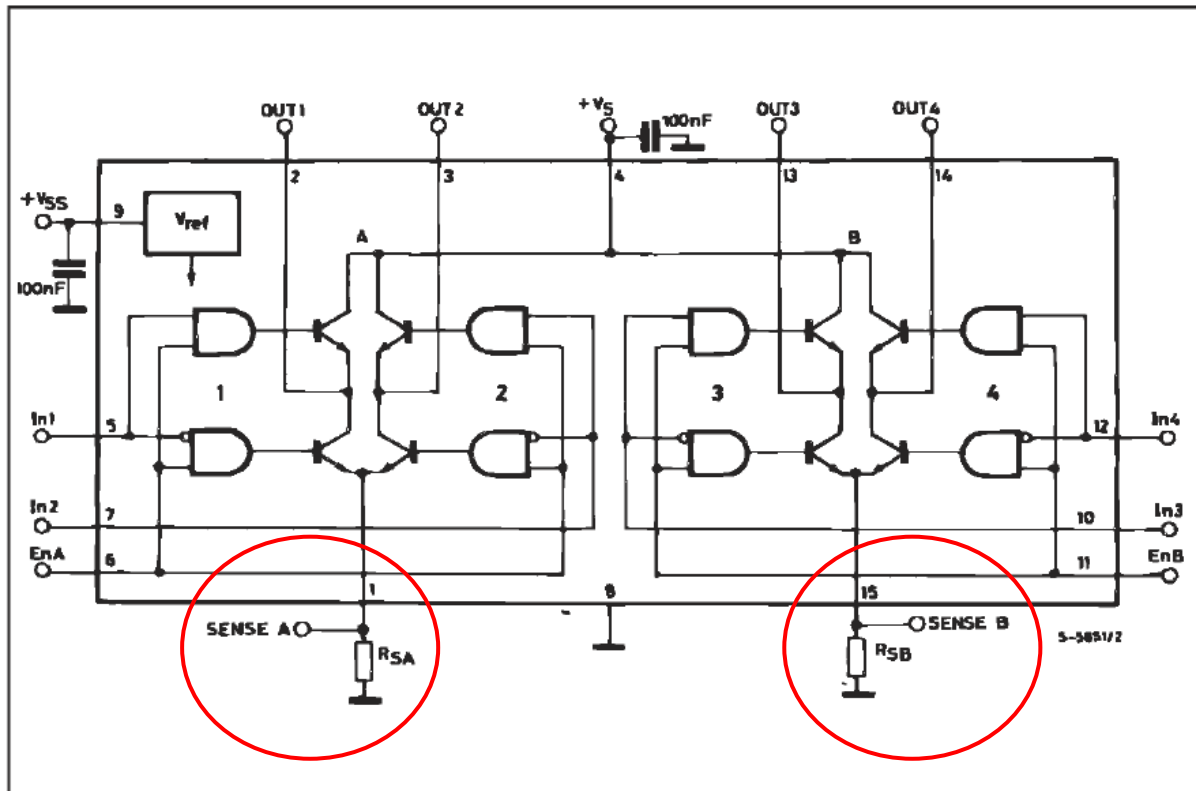 OUT1 OUT2 +VS 100nF OUT3 OUT4
2 3 4 13 14
+VSS 9 Vref
A B
100nF
1 2 3 4
In1 5 12 In4
In2 7 10 In3
EnA 6 11 EnB
1 8 15
SENSE A SENSE B S-5851/2
RSA RSB